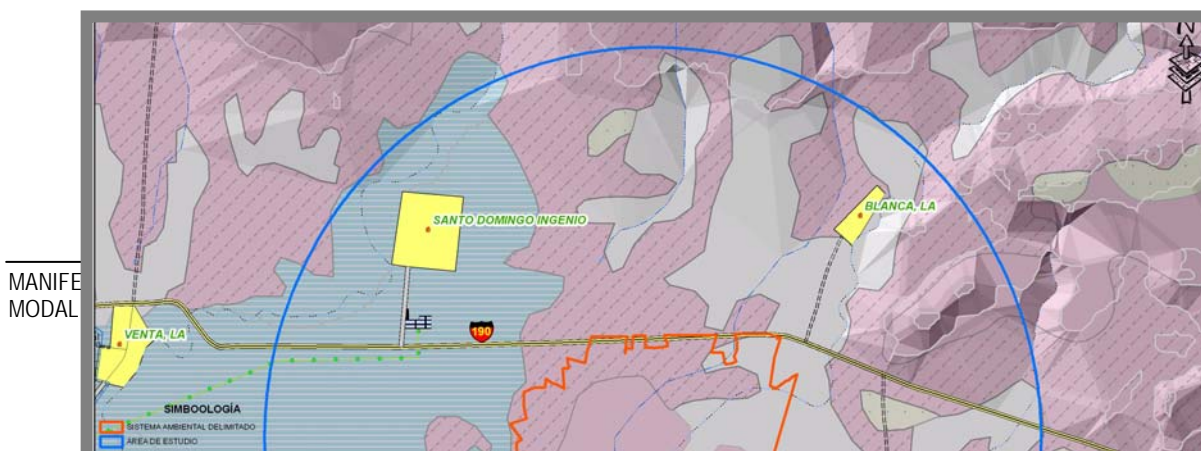 N
SANTO DOMINGO INGENIO
BLANCA, LA
MANIFE
MODAL
190
VENTA, LA
SIMBOOLOGÍA
SISTEMA AMBIENTAL DELIMITADO
ÁREA DE ESTUDIO